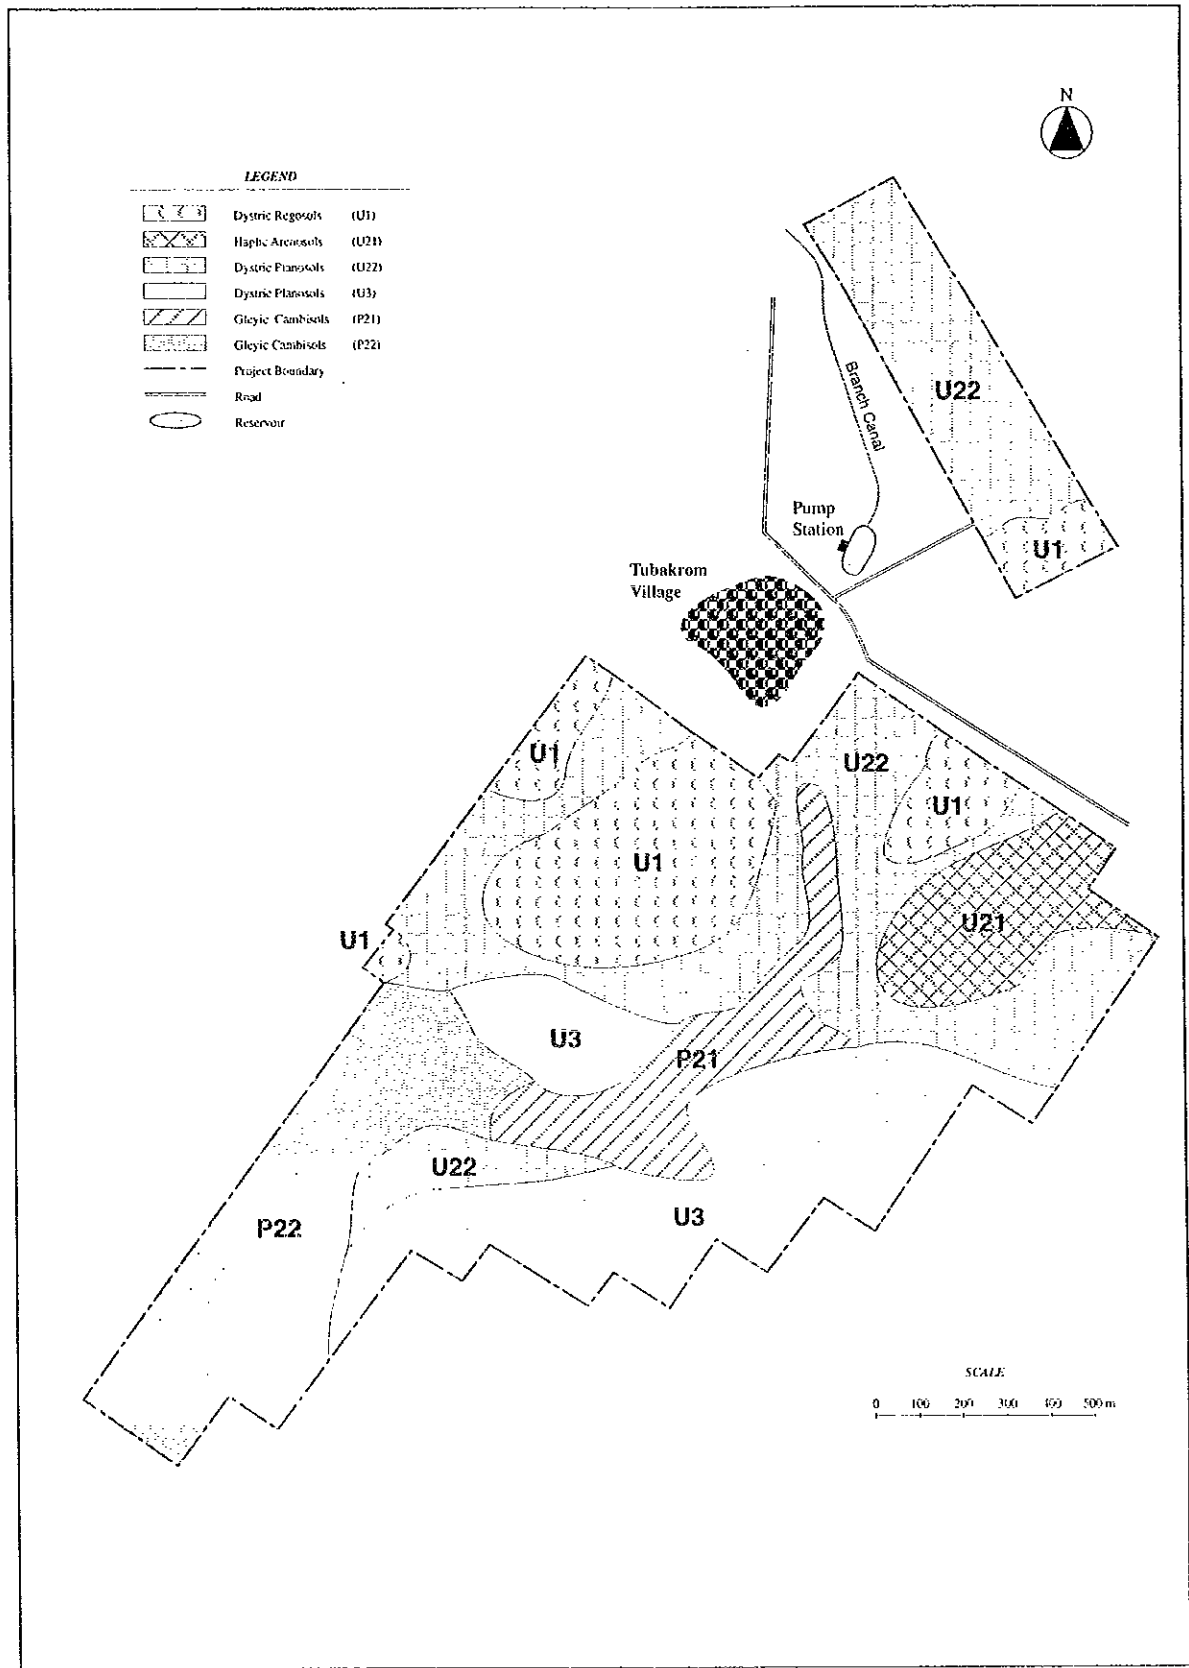 N
LEGEND
Dystric Regosols (U1)
Haplic Arenosols (U21)
Dystric Planosols (U22)
Dystric Planosols (U3)
Gleyic Cambisols (P21)
Gleyic Cambisols (P22)
Project Boundary
Road
Reservoir
Branch Canal
U22
Pump
Station
U1
Tubakrom
Village
U1
U22
U1
U1
U21
U1
U3
P21
U22
P22
U3
SCALE
0 100 200 300 400 500 m